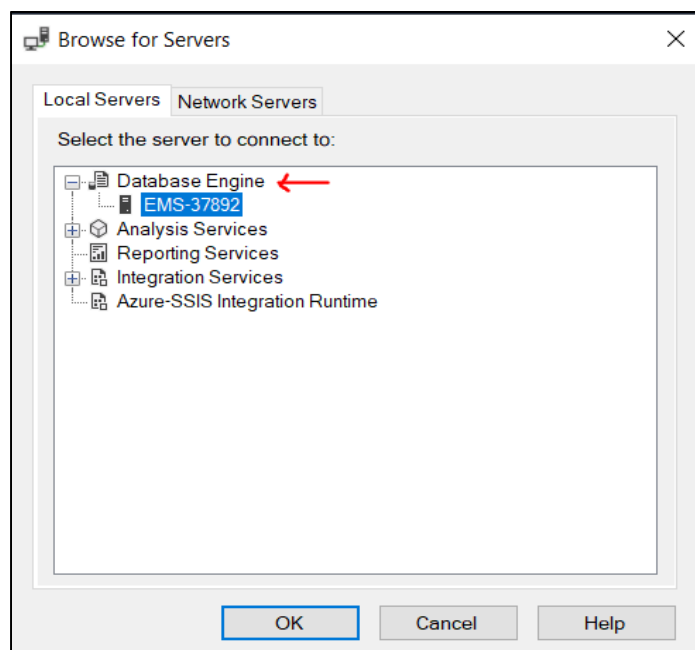 Browse for Servers
Local Servers Network Servers
Select the server to connect to:
Database Engine
EMS-37892
Analysis Services
Reporting Services
Integration Services
Azure-SSIS Integration Runtime
OK Cancel Help